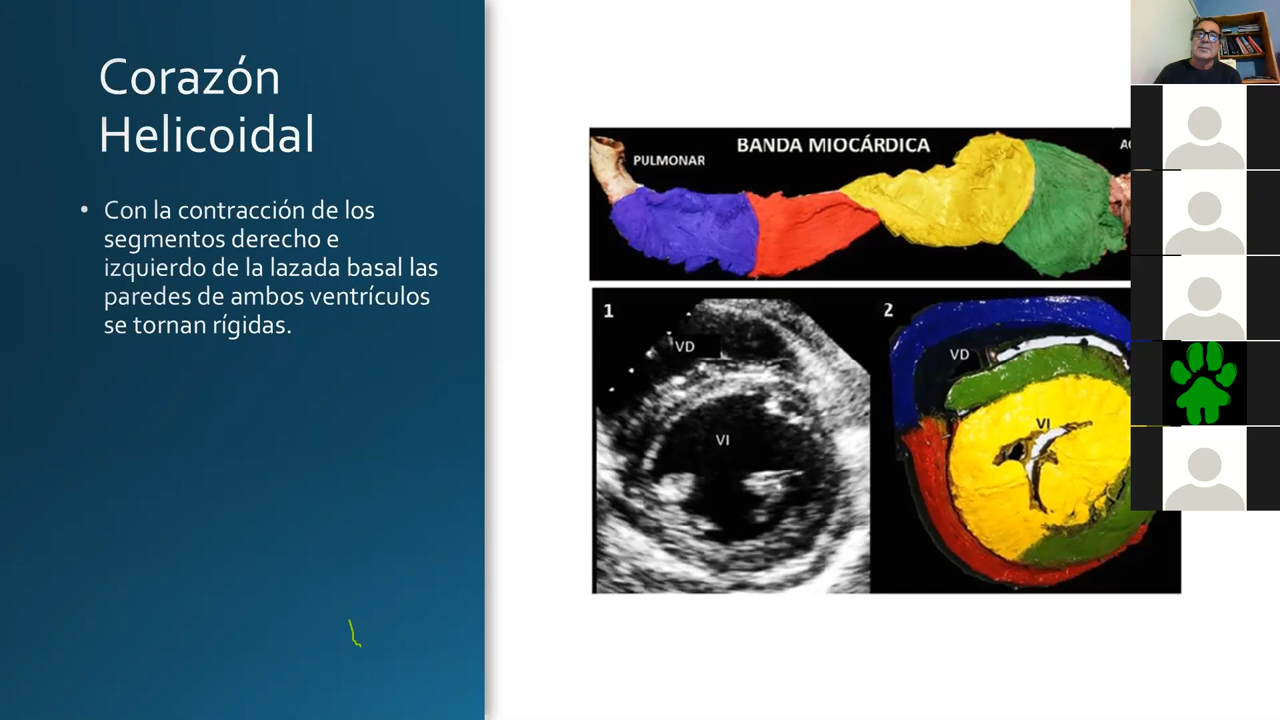 Corazón
Helicoidal
• Con la contracción de los
segmentos derecho e
izquierdo de la lazada basal las
paredes de ambos ventrículos
se tornan rígidas.
BANDA MIOCÁRDICA
PULMONAR
1
VD
VI
2
VD
VI